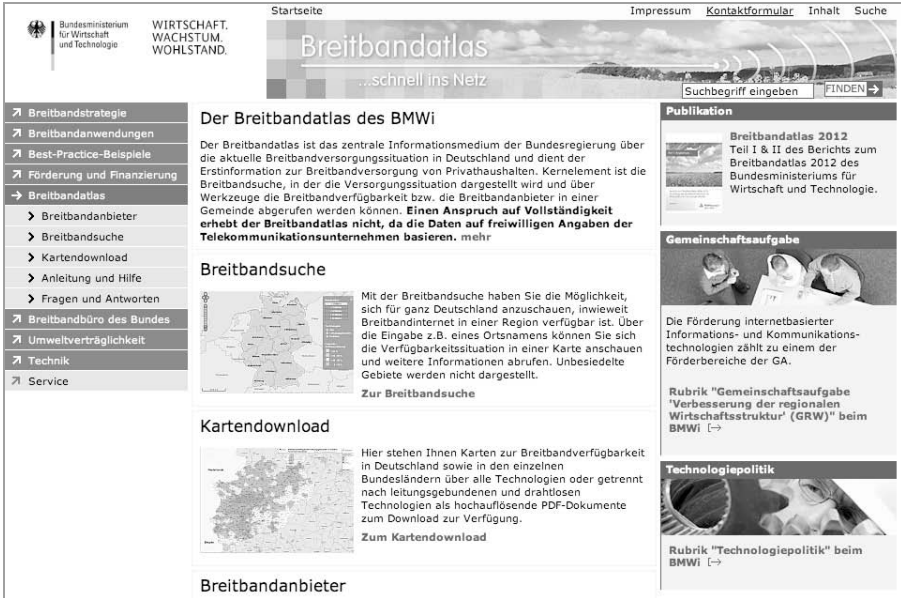 Startseite
Impressum Kontaktformular Inhalt Suche
Bundesministerium
für Wirtschaft
und Technologie
WIRTSCHAFT.
WACHSTUM.
WOHLSTAND.
Breitbandatlas
...schnell ins Netz
Suchbegriff eingeben FINDEN
Breitbandstrategie
Breitbandanwendungen
Best-Practice-Beispiele
Förderung und Finanzierung
Breitbandatlas
Breitbandanbieter
Breitbandsuche
Kartendownload
Anleitung und Hilfe
Fragen und Antworten
Breitbandbüro des Bundes
Umweltverträglichkeit
Technik
Service
Der Breitbandatlas des BMWi
Der Breitbandatlas ist das zentrale Informationsmedium der Bundesregierung über
die aktuelle Breitbandversorgungssituation in Deutschland und dient der
Erstinformation zur Breitbandversorgung von Privathaushalten. Kernelement ist die
Breitbandsuche, in der die Versorgungssituation dargestellt wird und über
Werkzeuge die Breitbandverfügbarkeit bzw. die Breitbandanbieter in einer
Gemeinde abgerufen werden können. Einen Anspruch auf Vollständigkeit
erhebt der Breitbandatlas nicht, da die Daten auf freiwilligen Angaben der
Telekommunikationsunternehmen basieren. mehr
Breitbandsuche
Mit der Breitbandsuche haben Sie die Möglichkeit,
sich für ganz Deutschland anzuschauen, inwieweit
Breitbandinternet in einer Region verfügbar ist. Über
die Eingabe z.B. eines Ortsnamens können Sie sich
die Verfügbarkeitssituation in einer Karte anschauen
und weitere Informationen abrufen. Unbesiedelte
Gebiete werden nicht dargestellt.
Zur Breitbandsuche
Kartendownload
Hier stehen Ihnen Karten zur Breitbandverfügbarkeit
in Deutschland sowie in den einzelnen
Bundesländern über alle Technologien oder getrennt
nach leitungsgebundenen und drahtlosen
Technologien als hochauflösende PDF-Dokumente
zum Download zur Verfügung.
Zum Kartendownload
Breitbandanbieter
Publikation
Breitbandatlas 2012
Teil I & II des Berichts zum
Breitbandatlas 2012 des
Bundesministeriums für
Wirtschaft und Technologie.
Gemeinschaftsaufgabe
Die Förderung internetbasierter
Informations- und Kommunikations-
technologien zählt zu einem der
Förderbereiche der GA.
Rubrik "Gemeinschaftsaufgabe
'Verbesserung der regionalen
Wirtschaftsstruktur' (GRW)" beim
BMWi
Technologiepolitik
Rubrik "Technologiepolitik" beim
BMWi